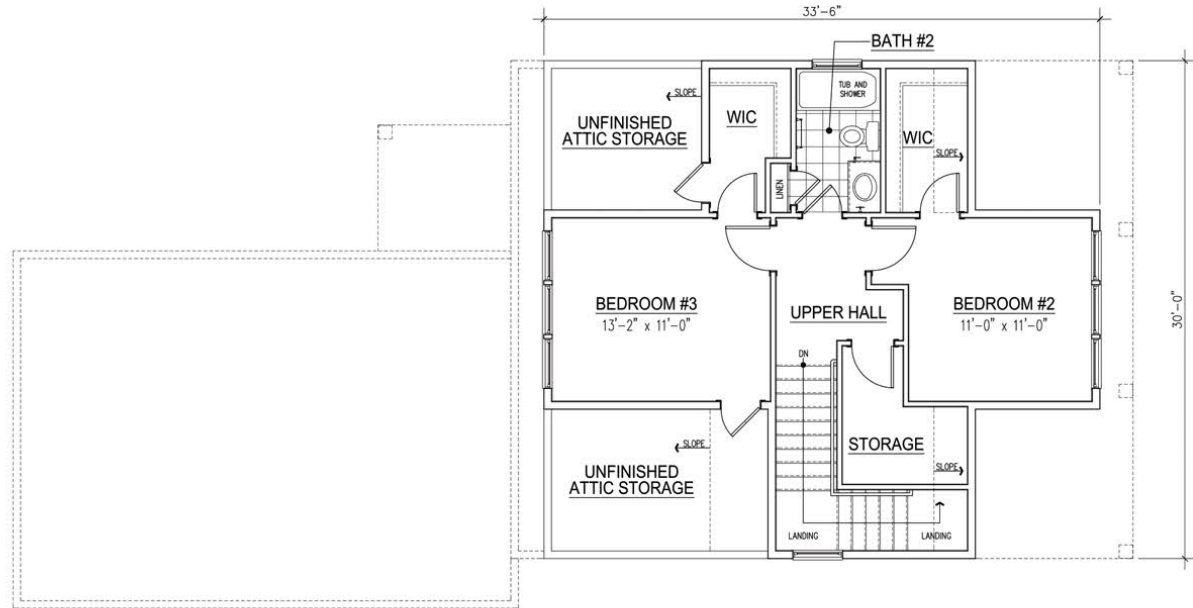 33'-6"
BATH #2
TUB AND
SHOWER
SLOPE
UNFINISHED
ATTIC STORAGE
WIC
WIC
SLOPE
LINEN
BEDROOM #3
13'-2" x 11'-0"
UPPER HALL
BEDROOM #2
11'-0" x 11'-0"
30'-0"
DN
SLOPE
STORAGE
SLOPE
UNFINISHED
ATTIC STORAGE
LANDING
LANDING